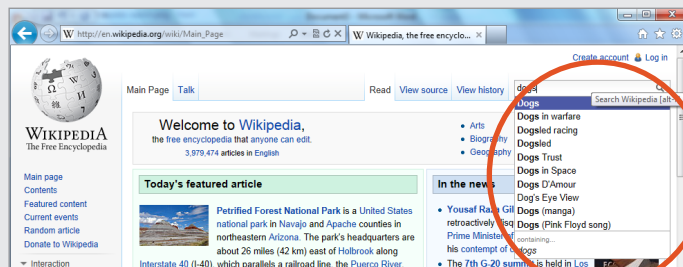 http://en.wikipedia.org/wiki/Main_Page
Wikipedia, the free encyclo...
Create account Log in
Main Page Talk Read View source View history dogs
Search Wikipedia [alt-
Dogs
Dogs in warfare
Dogsled racing
Dogsled
Dogs Trust
Dogs in Space
Dogs D'Amour
Dog's Eye View
Dogs (manga)
Dogs (Pink Floyd song)
containing...
dogs
WIKIPEDIA
The Free Encyclopedia
Main page
Contents
Featured content
Current events
Random article
Donate to Wikipedia
Interaction
Welcome to Wikipedia,
the free encyclopedia that anyone can edit.
3,979,474 articles in English
Arts
Biography
Geography
Today's featured article
Petrified Forest National Park is a United States
national park in Navajo and Apache counties in
northeastern Arizona. The park's headquarters are
about 26 miles (42 km) east of Holbrook along
Interstate 40 (I-40), which parallels a railroad line, the Puerco River,
In the news
Yousaf Raza Gil
retroactively disq
Prime Minister of
his contempt of c
The 7th G-20 summit is held in Los